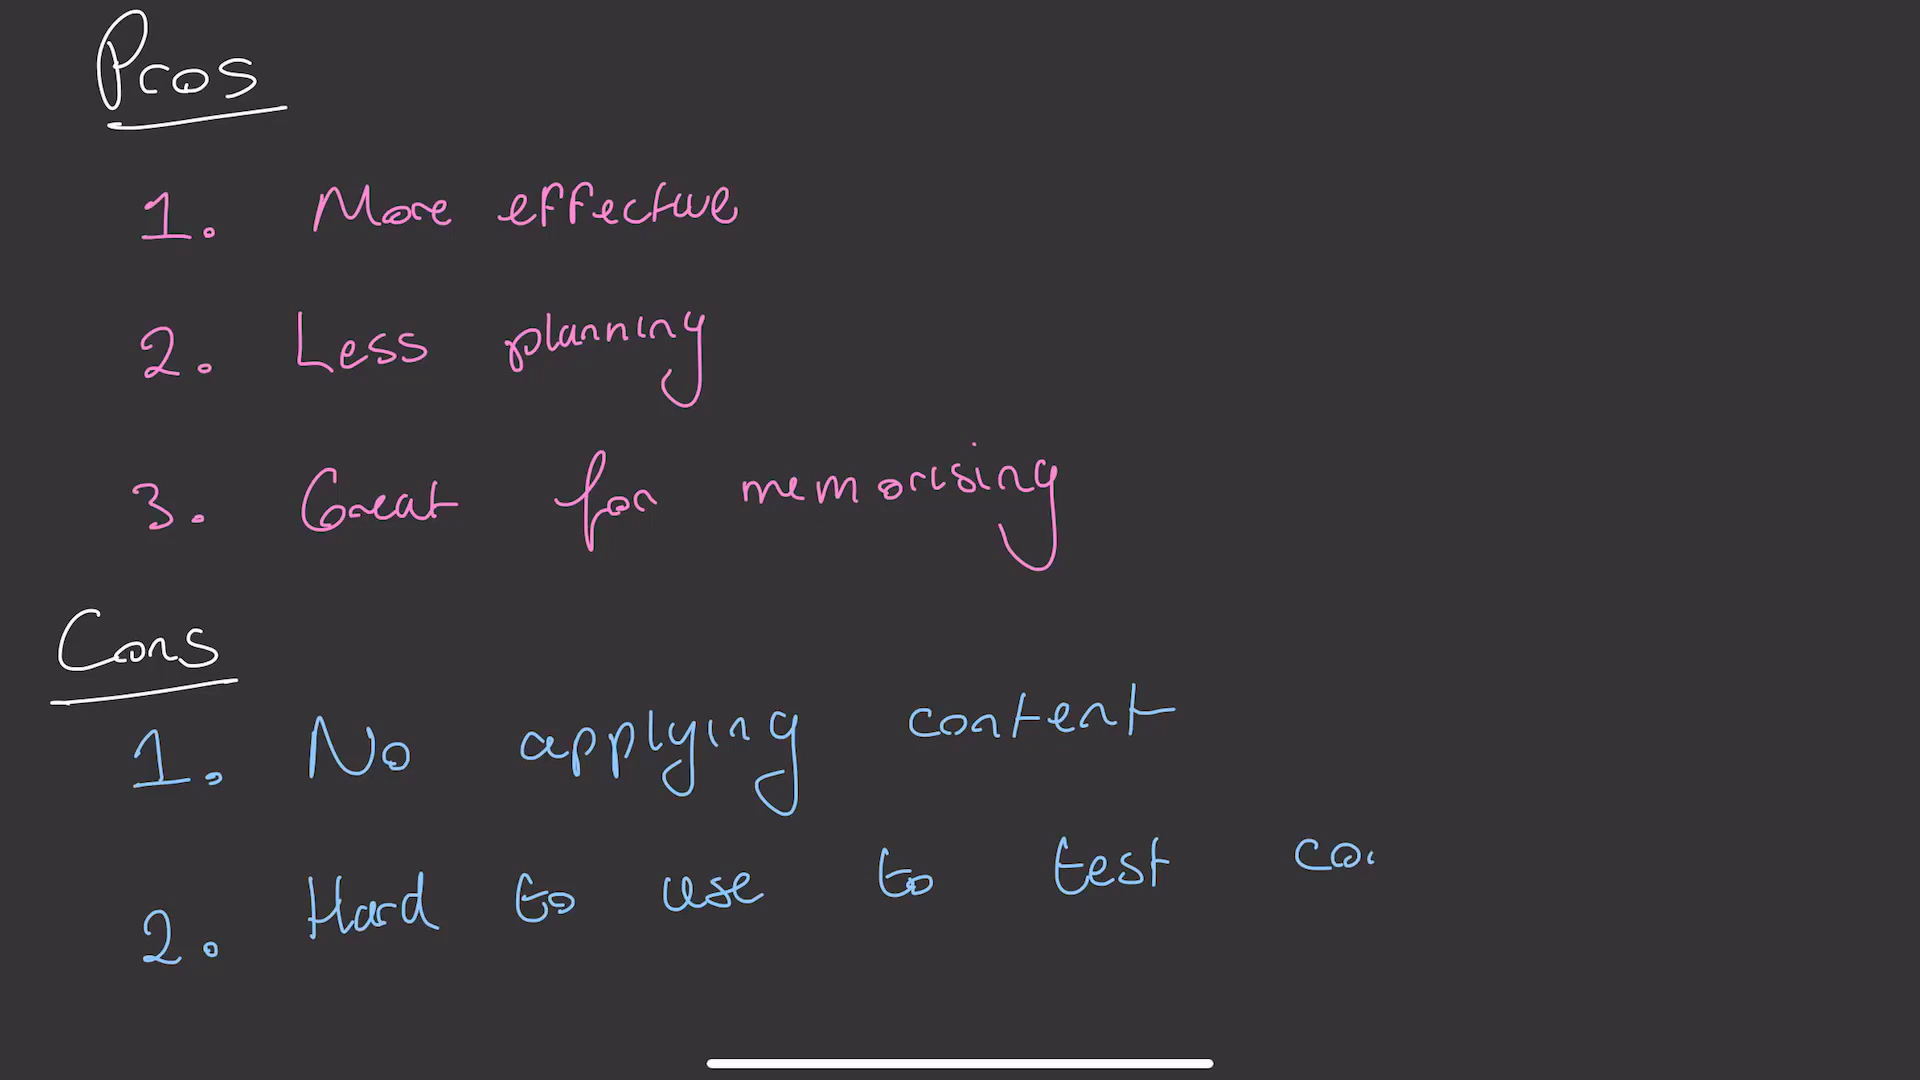 Pros
1. More effective
2. Less planning
3. Great for memorising
Cons
1. No applying content
2. Hard to use to test co